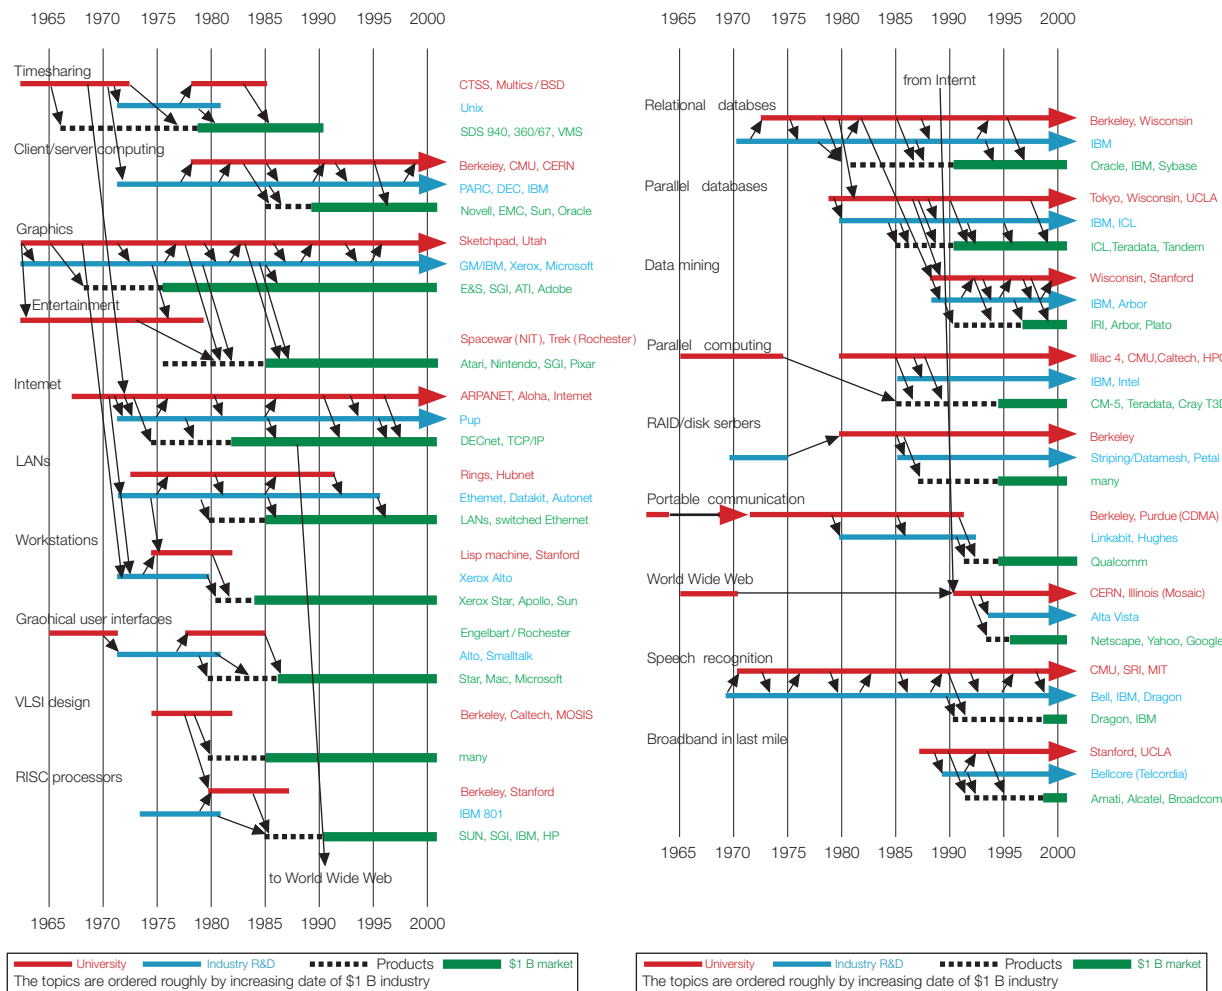 1965 1970 1975 1980 1985 1990 1995 2000
Timesharing
CTSS, Multics / BSD
Unix
SDS 940, 360/67, VMS
Client/server computing
Berkeiey, CMU, CERN
PARC, DEC, IBM
Novell, EMC, Sun, Oracle
Graphics
Sketchpad, Utah
GM/IBM, Xerox, Microsoft
E&S, SGI, ATI, Adobe
Entertainment
Spacewar (NIT), Trek (Rochester)
Atari, Nintendo, SGI, Pixar
Internet
ARPANET, Aloha, Internet
Pup
DECnet, TCP/IP
LANs
Rings, Hubnet
Ethemet, Datakit, Autonet
LANs, switched Ethernet
Workstations
Lisp machine, Stanford
Xerox Alto
Xerox Star, Apollo, Sun
Graohical user interfaces
Engelbart / Rochester
Alto, Smalltalk
Star, Mac, Microsoft
VLSI design
Berkeley, Caltech, MOSIS
many
RISC processors
Berkeley, Stanford
IBM 801
SUN, SGI, IBM, HP
to World Wide Web
1965 1970 1975 1980 1985 1990 1995 2000
University Industry R&D Products $1 B market
The topics are ordered roughly by increasing date of $1 B industry
1965 1970 1975 1980 1985 1990 1995 2000
from Internt
Relational databses
Berkeley, Wisconsin
IBM
Oracle, IBM, Sybase
Parallel databases
Tokyo, Wisconsin, UCLA
IBM, ICL
ICL,Teradata, Tandem
Data mining
Wisconsin, Stanford
IBM, Arbor
IRI, Arbor, Plato
Parallel computing
Illiac 4, CMU,Caltech, HPC
IBM, Intel
CM-5, Teradata, Cray T3D
RAID/disk serbers
Berkeley
Striping/Datamesh, Petal
many
Portable communication
Berkeley, Purdue (CDMA)
Linkabit, Hughes
Qualcomm
World Wide Web
CERN, Illinois (Mosaic)
Alta Vista
Netscape, Yahoo, Google
Speech recognition
CMU, SRI, MIT
Bell, IBM, Dragon
Dragon, IBM
Broadband in last mile
Stanford, UCLA
Bellcore (Telcordia)
Amati, Alcatel, Broadcom
1965 1970 1975 1980 1985 1990 1995 2000
University Industry R&D Products $1 B market
The topics are ordered roughly by increasing date of $1 B industry